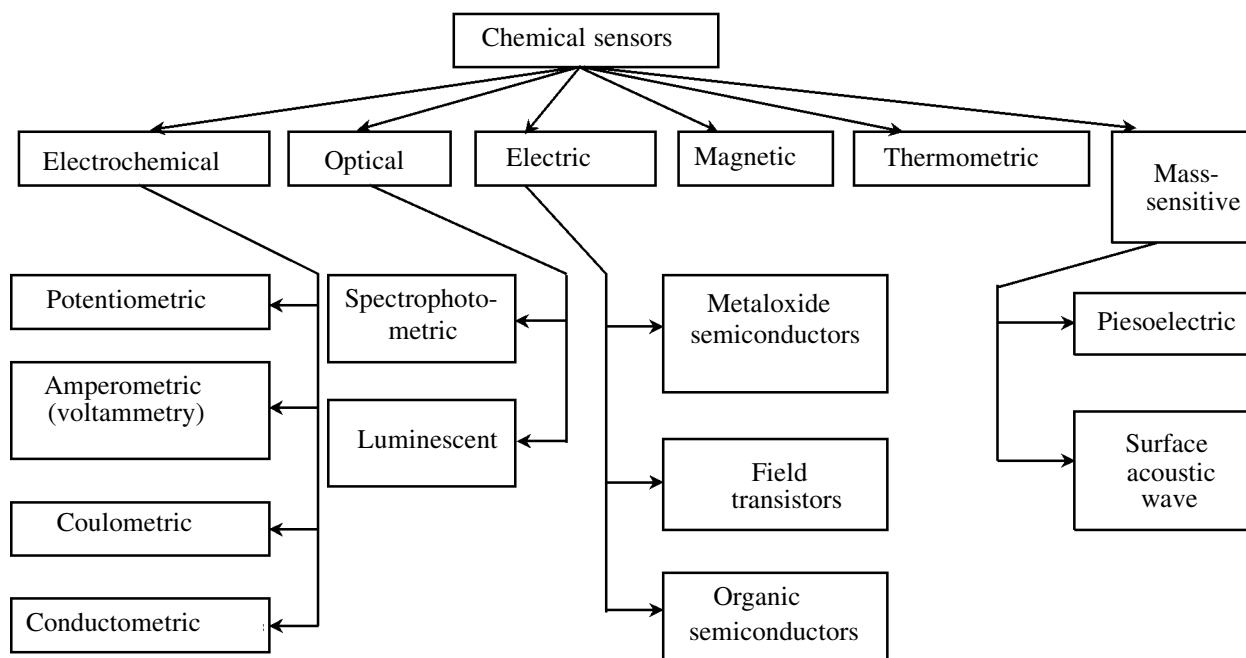 Chemical sensors
Electrochemical
Optical
Electric
Magnetic
Thermometric
Mass-
sensitive
Potentiometric
Amperometric
(voltammetry)
Coulometric
Conductometric
Spectrophoto-
metric
Luminescent
Metaloxide
semiconductors
Field
transistors
Organic
semiconductors
Piesoelectric
Surface
acoustic
wave